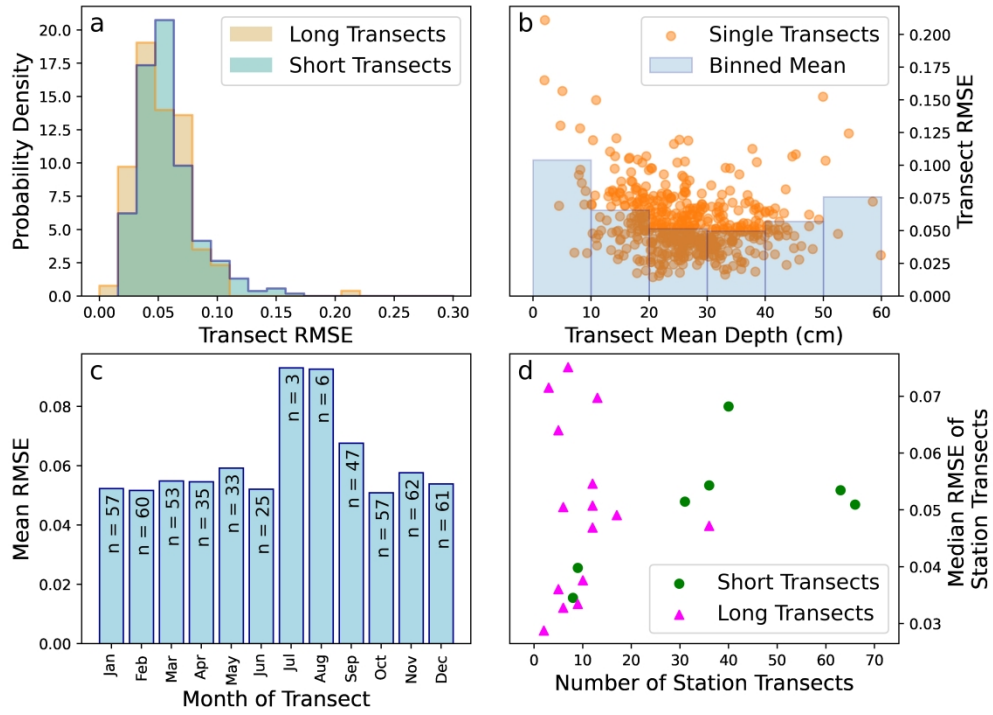 a
Long Transects
Short Transects
20.0
17.5
15.0
12.5
10.0
7.5
5.0
2.5
0.0
Probability Density
0.00 0.05 0.10 0.15 0.20 0.25 0.30
Transect RMSE
b
Single Transects
Binned Mean
0.200
0.175
0.150
0.125
0.100
0.075
0.050
0.025
0.000
Transect RMSE
0 10 20 30 40 50 60
Transect Mean Depth (cm)
c
0.08
0.06
0.04
0.02
0.00
Mean RMSE
n = 57
n = 60
n = 53
n = 35
n = 33
n = 25
n = 3
n = 6
n = 47
n = 57
n = 62
n = 61
Jan
Feb
Mar
Apr
May
Jun
Jul
Aug
Sep
Oct
Nov
Dec
Month of Transect
d
0.07
0.06
0.05
0.04
0.03
Median RMSE of
Station Transects
Short Transects
Long Transects
0 10 20 30 40 50 60 70
Number of Station Transects